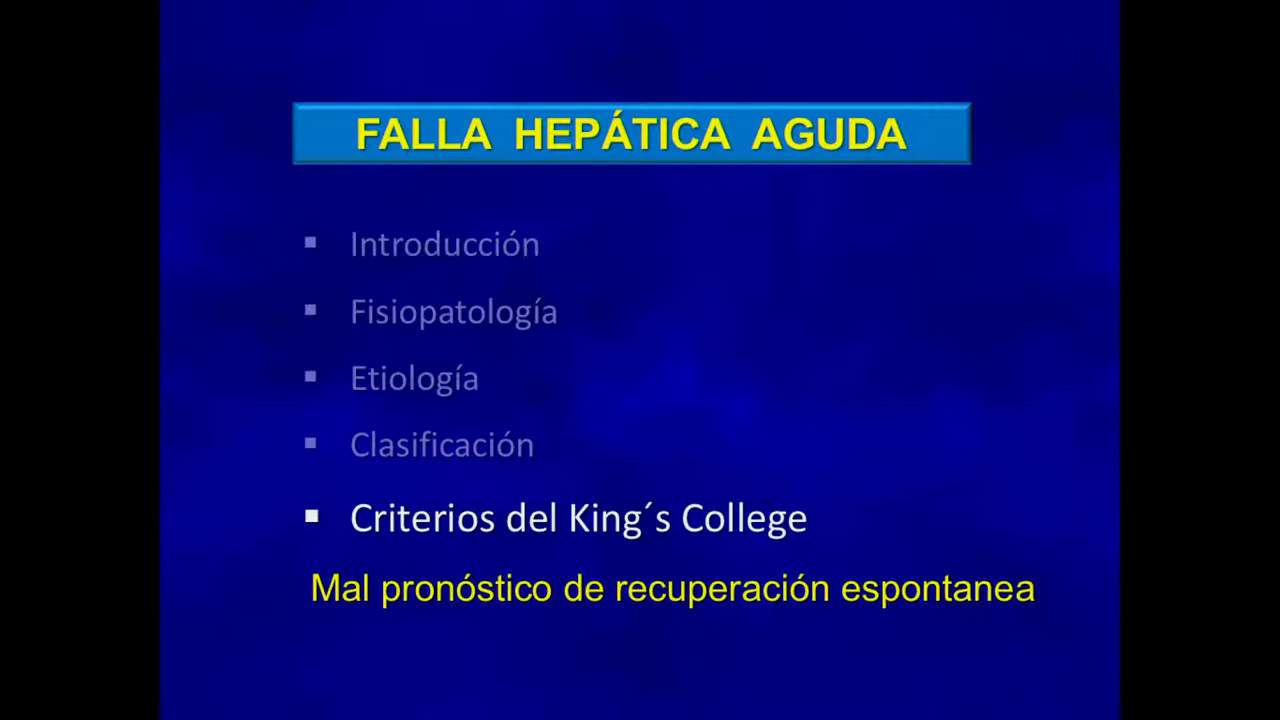 FALLA HEPÁTICA AGUDA
▪ Introducción
▪ Fisiopatología
▪ Etiología
▪ Clasificación
▪ Criterios del King´s College
Mal pronóstico de recuperación espontanea